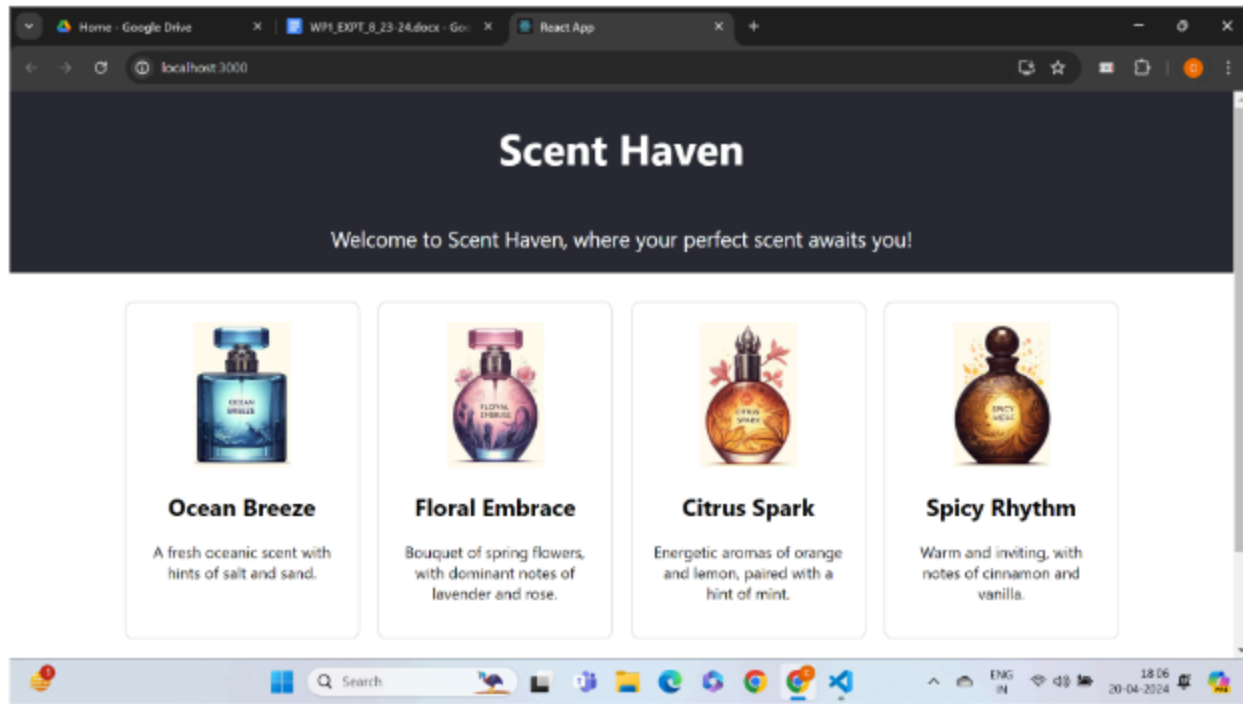 Home - Google Drive
WP1_EXPT_8_23-24.docx - Goo
React App
localhost:3000
Scent Haven
Welcome to Scent Haven, where your perfect scent awaits you!
OCEAN
BREEZE
FLORAL
EMBRACE
CITRUS
SPARK
SPICY
Ocean Breeze
Floral Embrace
Citrus Spark
Spicy Rhythm
A fresh oceanic scent with
hints of salt and sand.
Bouquet of spring flowers,
with dominant notes of
lavender and rose.
Energetic aromas of orange
and lemon, paired with a
hint of mint.
Warm and inviting, with
notes of cinnamon and
vanilla.
Search
ENG
IN
18:06
20-04-2024